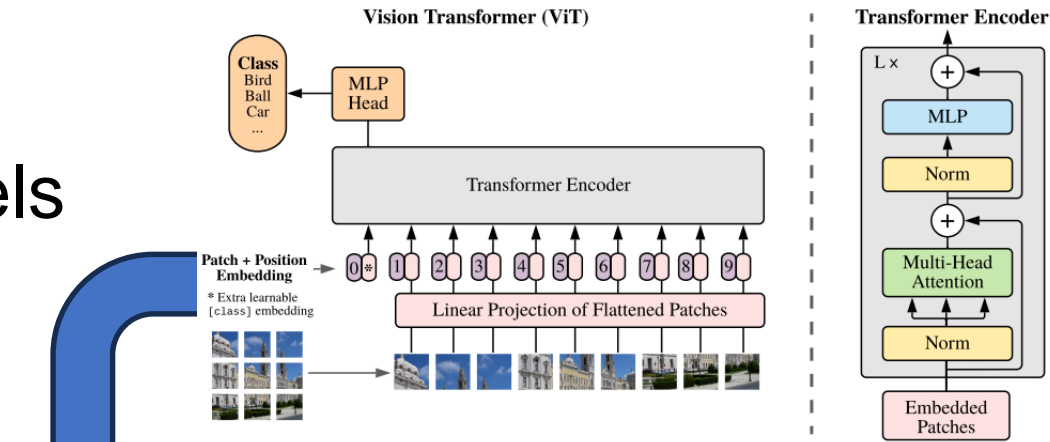 Vision Transformer (ViT)
Class
Bird
Ball
Car
...
MLP
Head
Transformer Encoder
els
Patch + Position
Embedding
* Extra learnable
[class] embedding
0 * 1 2 3 4 5 6 7 8 9
Linear Projection of Flattened Patches
Transformer Encoder
L ×
+
MLP
Norm
+
Multi-Head
Attention
Norm
Embedded
Patches